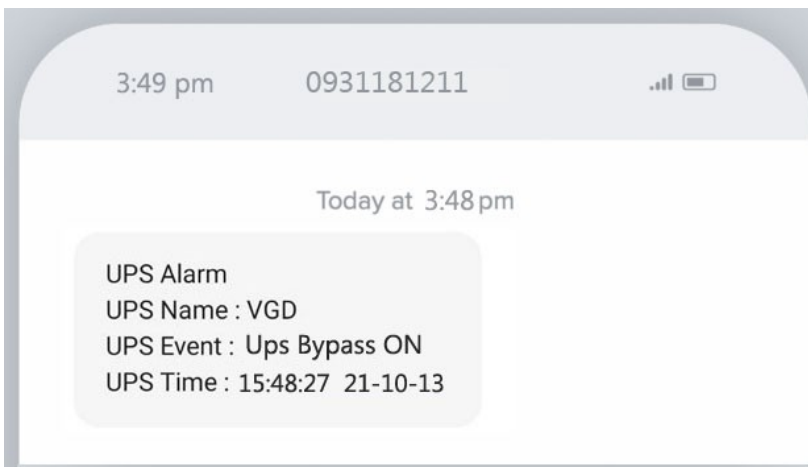 3:49 pm 0931181211
Today at 3:48 pm
UPS Alarm
UPS Name : VGD
UPS Event : Ups Bypass ON
UPS Time : 15:48:27 21-10-13